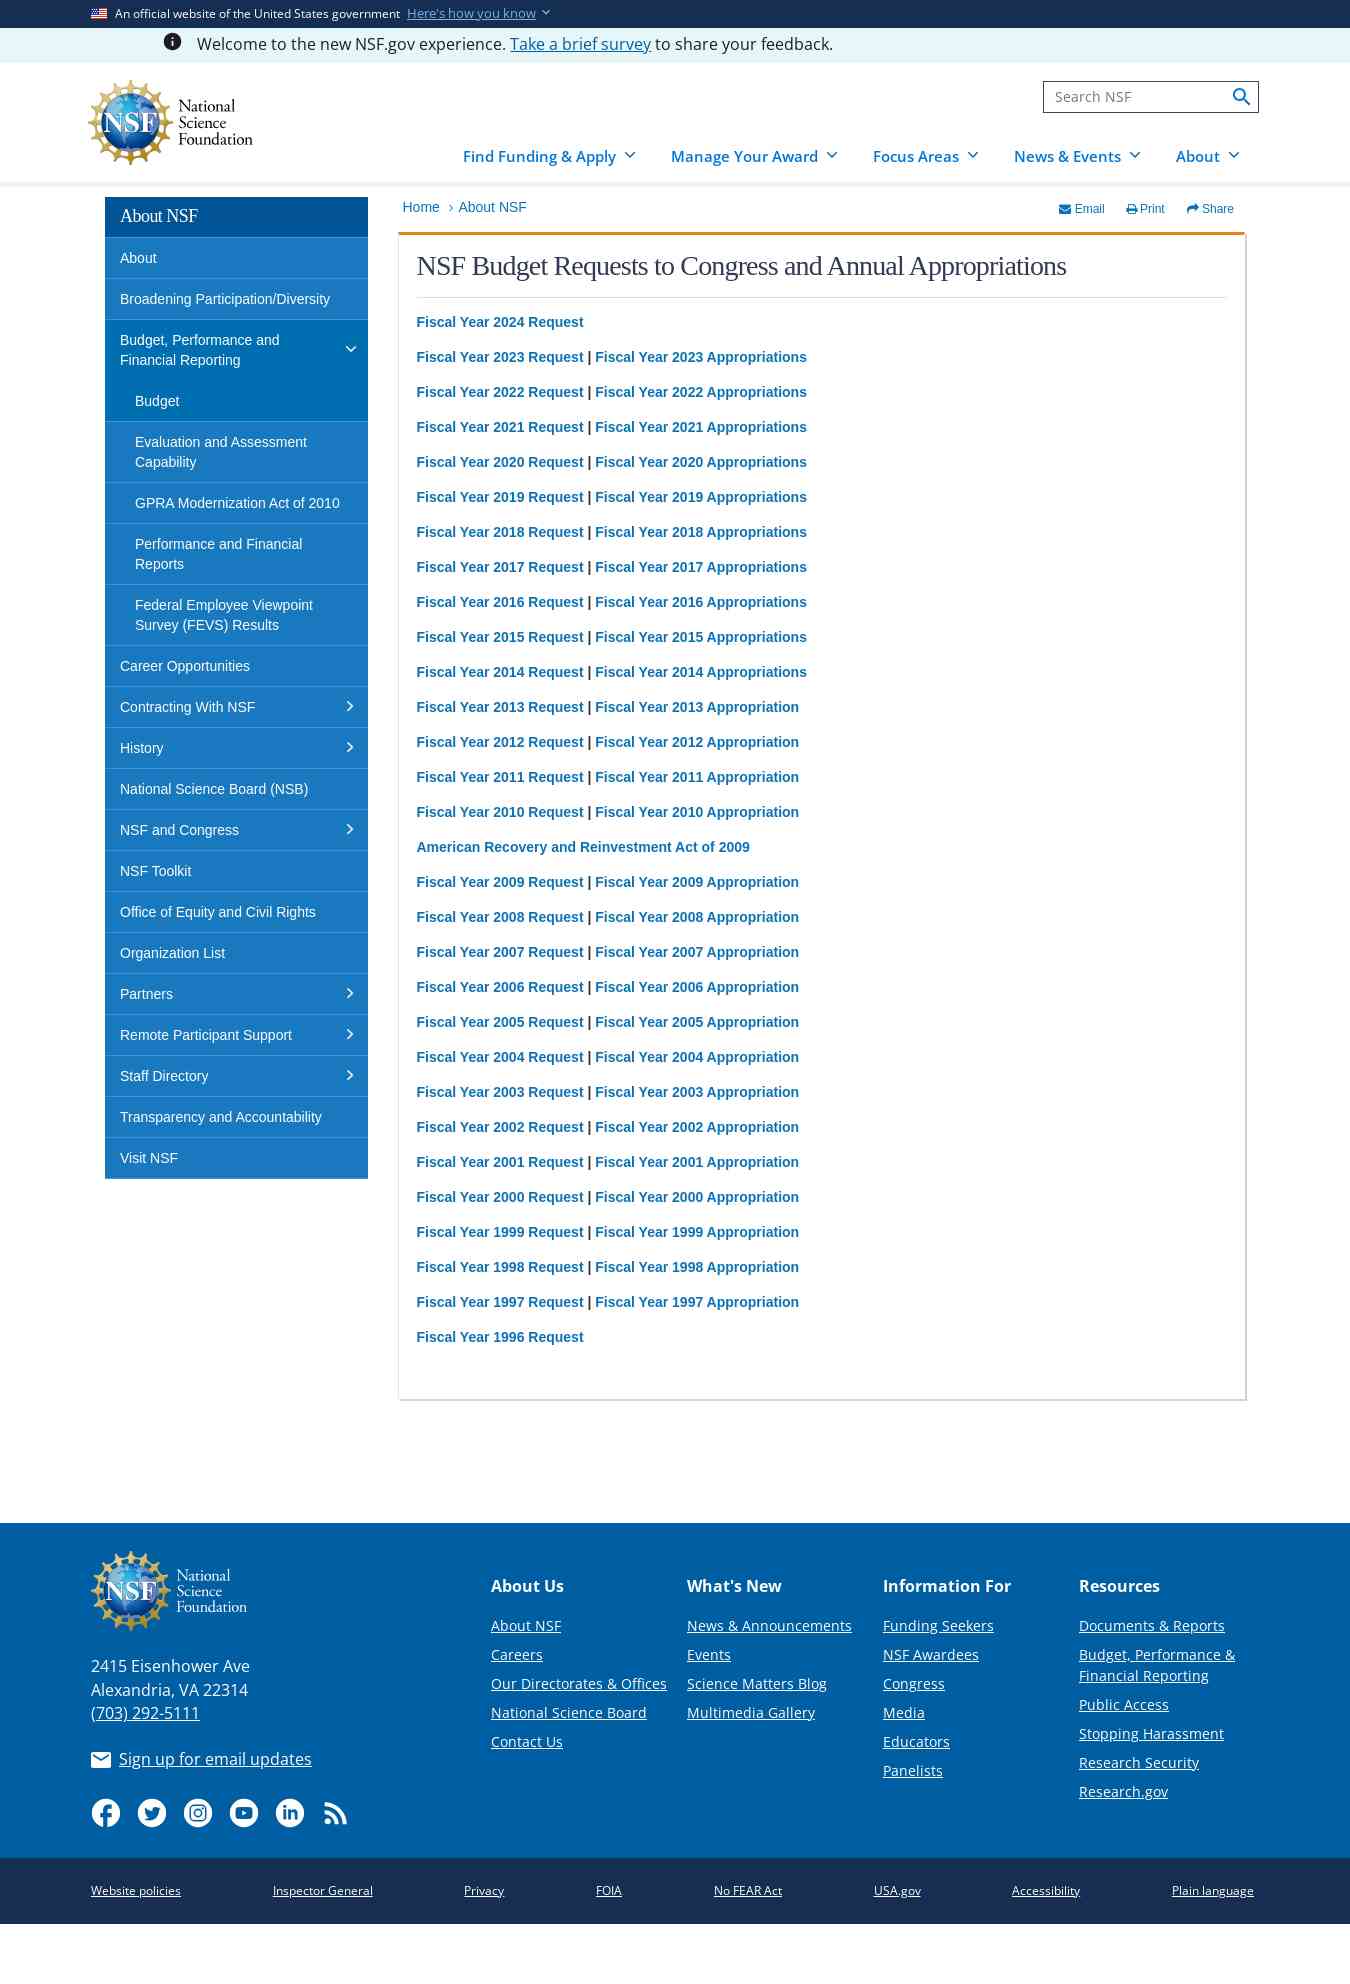 An official website of the United States government Here's how you know
Welcome to the new NSF.gov experience. Take a brief survey to share your feedback.
NSF
National
Science
Foundation
Search NSF
Find Funding & Apply Manage Your Award Focus Areas News & Events About
About NSF
About
Broadening Participation/Diversity
Budget, Performance and
Financial Reporting
Budget
Evaluation and Assessment
Capability
GPRA Modernization Act of 2010
Performance and Financial
Reports
Federal Employee Viewpoint
Survey (FEVS) Results
Career Opportunities
Contracting With NSF
History
National Science Board (NSB)
NSF and Congress
NSF Toolkit
Office of Equity and Civil Rights
Organization List
Partners
Remote Participant Support
Staff Directory
Transparency and Accountability
Visit NSF
Home › About NSF
Email Print Share
NSF Budget Requests to Congress and Annual Appropriations
Fiscal Year 2024 Request
Fiscal Year 2023 Request | Fiscal Year 2023 Appropriations
Fiscal Year 2022 Request | Fiscal Year 2022 Appropriations
Fiscal Year 2021 Request | Fiscal Year 2021 Appropriations
Fiscal Year 2020 Request | Fiscal Year 2020 Appropriations
Fiscal Year 2019 Request | Fiscal Year 2019 Appropriations
Fiscal Year 2018 Request | Fiscal Year 2018 Appropriations
Fiscal Year 2017 Request | Fiscal Year 2017 Appropriations
Fiscal Year 2016 Request | Fiscal Year 2016 Appropriations
Fiscal Year 2015 Request | Fiscal Year 2015 Appropriations
Fiscal Year 2014 Request | Fiscal Year 2014 Appropriations
Fiscal Year 2013 Request | Fiscal Year 2013 Appropriation
Fiscal Year 2012 Request | Fiscal Year 2012 Appropriation
Fiscal Year 2011 Request | Fiscal Year 2011 Appropriation
Fiscal Year 2010 Request | Fiscal Year 2010 Appropriation
American Recovery and Reinvestment Act of 2009
Fiscal Year 2009 Request | Fiscal Year 2009 Appropriation
Fiscal Year 2008 Request | Fiscal Year 2008 Appropriation
Fiscal Year 2007 Request | Fiscal Year 2007 Appropriation
Fiscal Year 2006 Request | Fiscal Year 2006 Appropriation
Fiscal Year 2005 Request | Fiscal Year 2005 Appropriation
Fiscal Year 2004 Request | Fiscal Year 2004 Appropriation
Fiscal Year 2003 Request | Fiscal Year 2003 Appropriation
Fiscal Year 2002 Request | Fiscal Year 2002 Appropriation
Fiscal Year 2001 Request | Fiscal Year 2001 Appropriation
Fiscal Year 2000 Request | Fiscal Year 2000 Appropriation
Fiscal Year 1999 Request | Fiscal Year 1999 Appropriation
Fiscal Year 1998 Request | Fiscal Year 1998 Appropriation
Fiscal Year 1997 Request | Fiscal Year 1997 Appropriation
Fiscal Year 1996 Request
NSF
National
Science
Foundation
2415 Eisenhower Ave
Alexandria, VA 22314
(703) 292-5111
Sign up for email updates
About Us
About NSF
Careers
Our Directorates & Offices
National Science Board
Contact Us
What's New
News & Announcements
Events
Science Matters Blog
Multimedia Gallery
Information For
Funding Seekers
NSF Awardees
Congress
Media
Educators
Panelists
Resources
Documents & Reports
Budget, Performance &
Financial Reporting
Public Access
Stopping Harassment
Research Security
Research.gov
Website policies Inspector General Privacy FOIA No FEAR Act USA.gov Accessibility Plain language